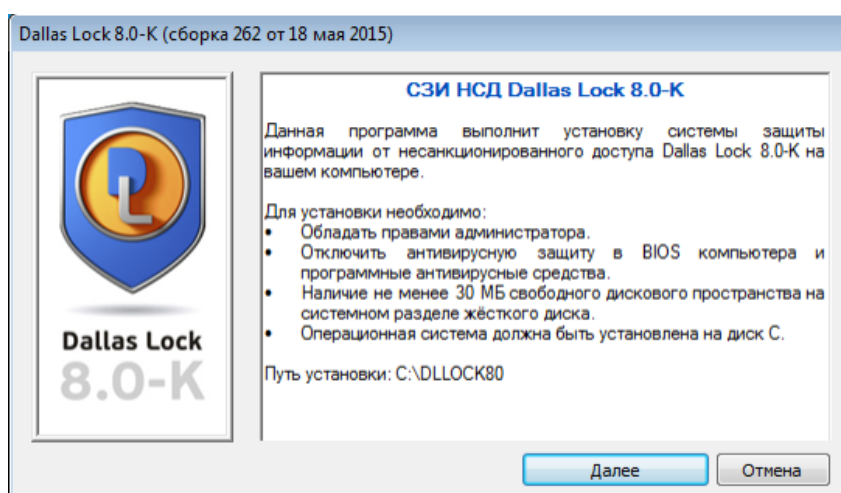 Dallas Lock 8.0-K (сборка 262 от 18 мая 2015)
DL
Dallas Lock
8.0-K
СЗИ НСД Dallas Lock 8.0-K
Данная программа выполнит установку системы защиты
информации от несанкционированного доступа Dallas Lock 8.0-K на
вашем компьютере.
Для установки необходимо:
• Обладать правами администратора.
• Отключить антивирусную защиту в BIOS компьютера и
программные антивирусные средства.
• Наличие не менее 30 МБ свободного дискового пространства на
системном разделе жёсткого диска.
• Операционная система должна быть установлена на диск C.
Путь установки: C:\DLLOCK80
Далее
Отмена